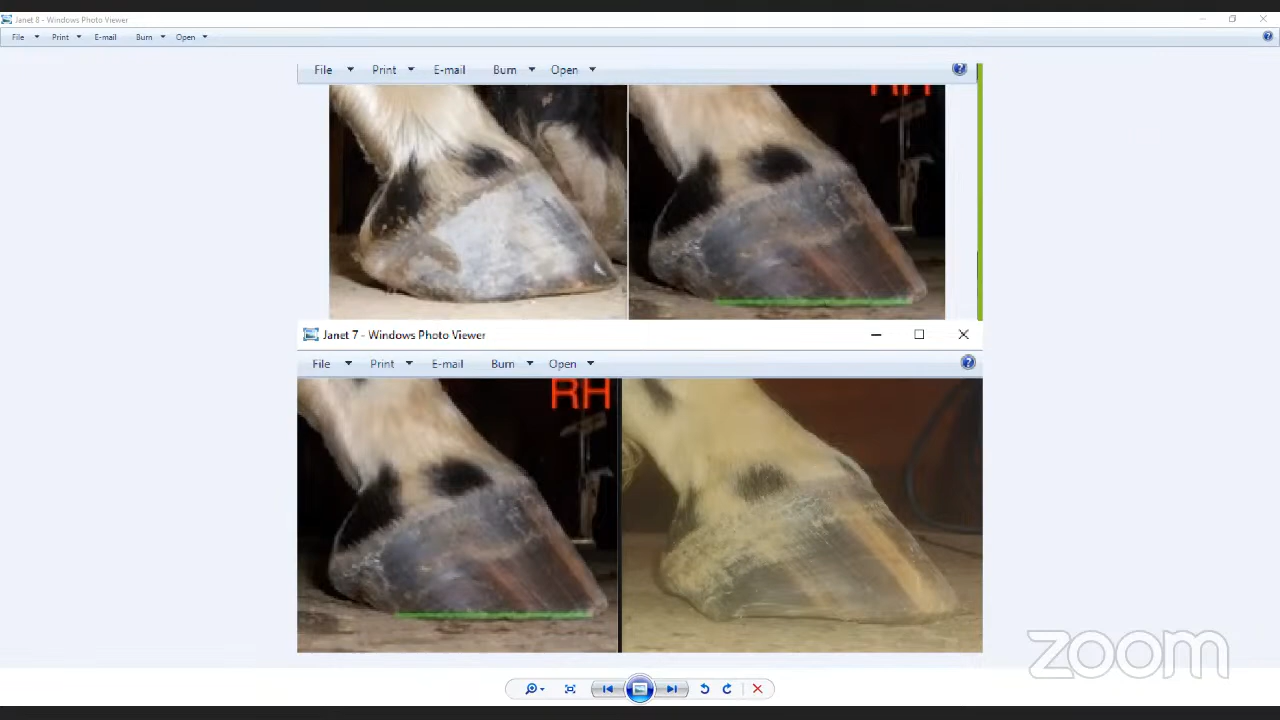 Janet 8 - Windows Photo Viewer
File Print E-mail Burn Open
File Print E-mail Burn Open
RH
Janet 7 - Windows Photo Viewer
File Print E-mail Burn Open
RH
zoom